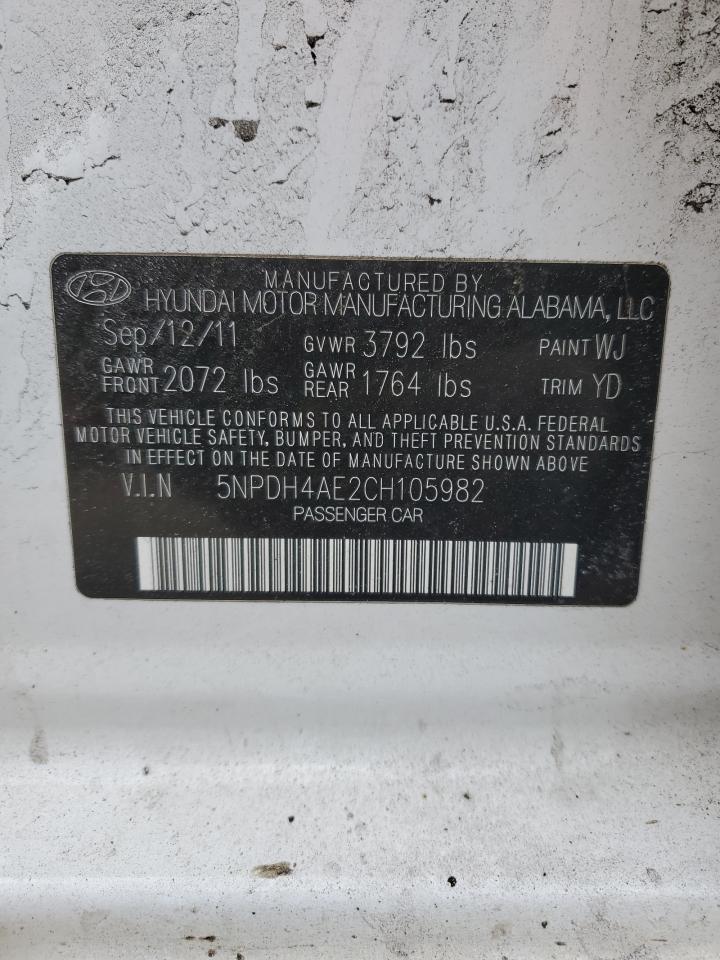 MANUFACTURED BY
HYUNDAI MOTOR MANUFACTURING ALABAMA, LLC
Sep/12/11 GVWR 3792 lbs PAINT WJ
GAWR FRONT 2072 lbs GAWR REAR 1764 lbs TRIM YD
THIS VEHICLE CONFORMS TO ALL APPLICABLE U.S.A. FEDERAL
MOTOR VEHICLE SAFETY, BUMPER, AND THEFT PREVENTION STANDARDS
IN EFFECT ON THE DATE OF MANUFACTURE SHOWN ABOVE
V.I.N 5NPDH4AE2CH105982
PASSENGER CAR